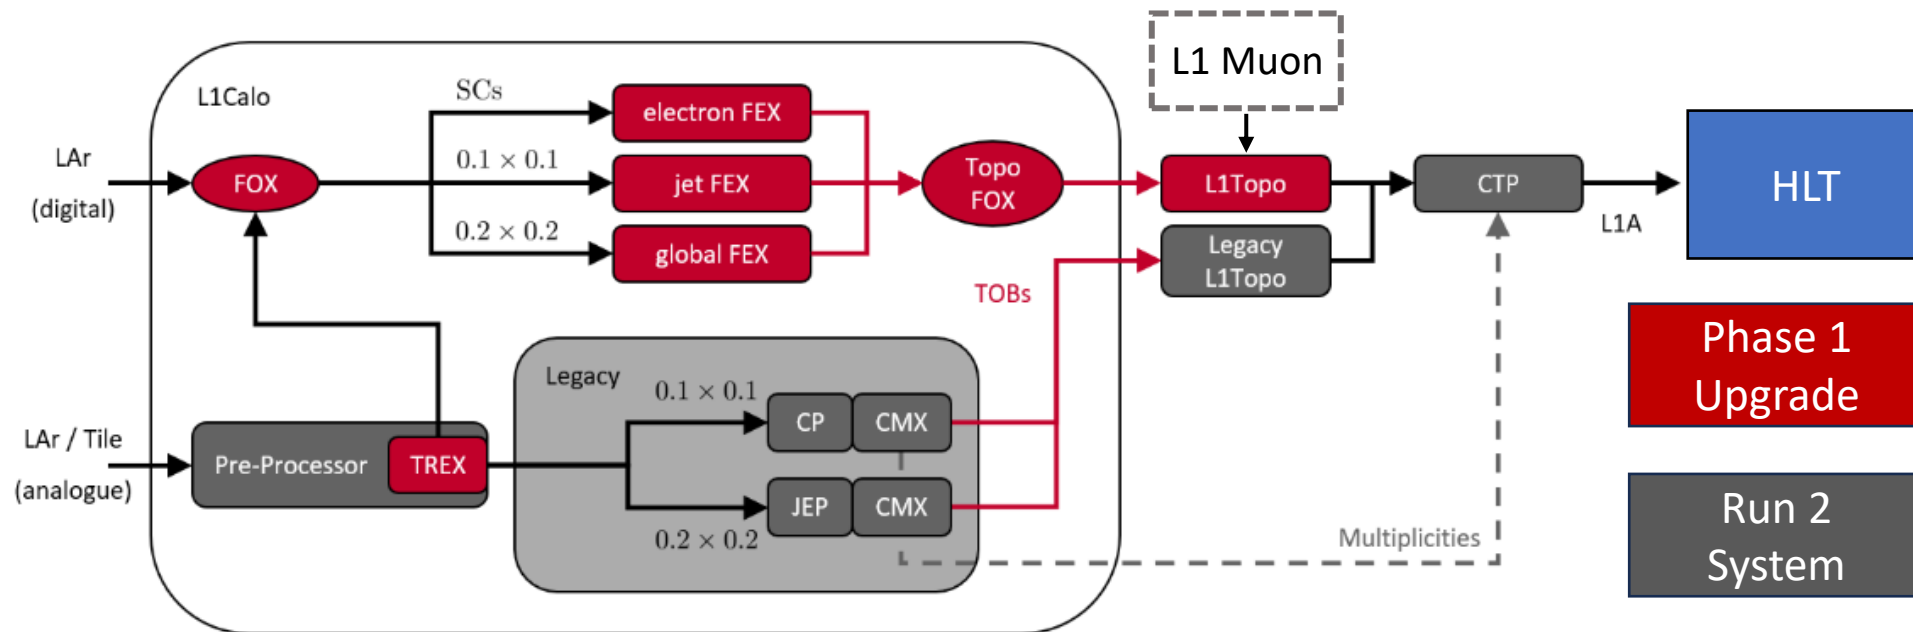 L1 Muon
L1Calo
SCs
electron FEX
LAr
(digital)
FOX
0.1 × 0.1
jet FEX
Topo
FOX
L1Topo
CTP
L1A
HLT
0.2 × 0.2
global FEX
Legacy
L1Topo
TOBs
Phase 1
Upgrade
Legacy
0.1 × 0.1
CP
CMX
LAr / Tile
(analogue)
Pre-Processor
TREX
JEP
CMX
0.2 × 0.2
Multiplicities
Run 2
System